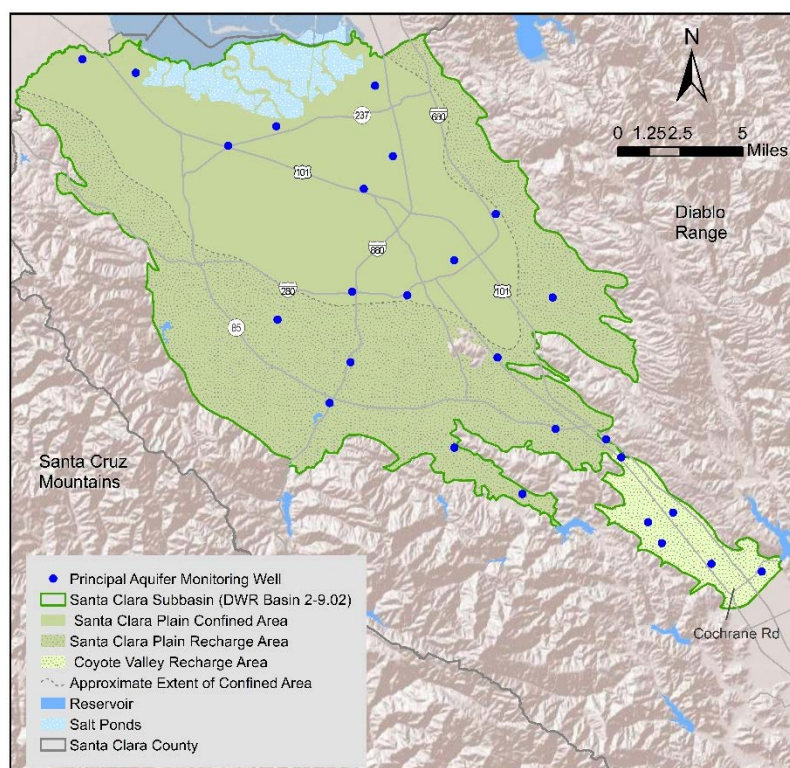 N
0 1.25 2.5 5
Miles
237
680
101
Diablo
Range
880
280
101
85
Santa Cruz
Mountains
Principal Aquifer Monitoring Well
Santa Clara Subbasin (DWR Basin 2-9.02)
Santa Clara Plain Confined Area
Santa Clara Plain Recharge Area
Coyote Valley Recharge Area
Approximate Extent of Confined Area
Reservoir
Salt Ponds
Santa Clara County
Cochrane Rd